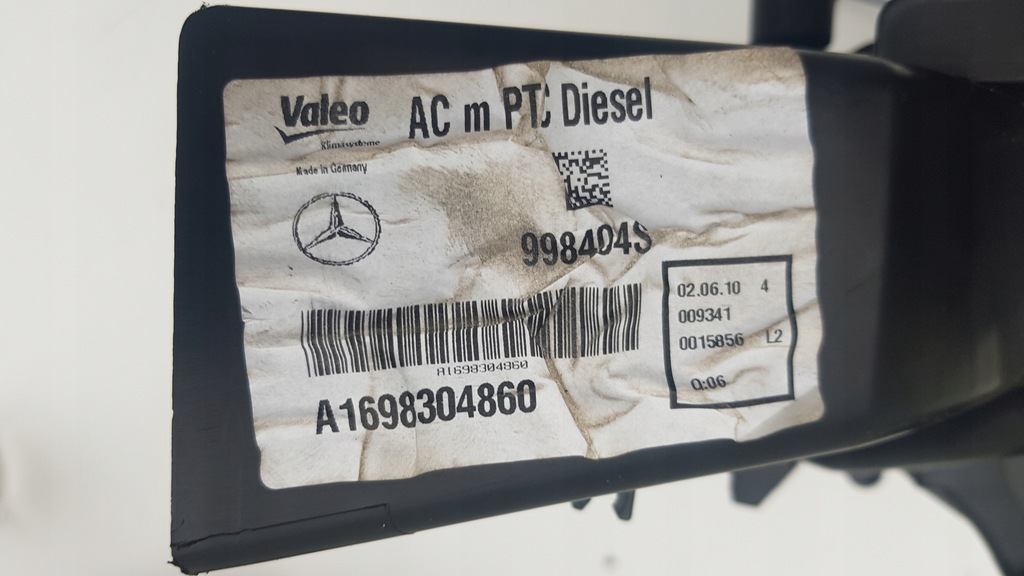 Valeo
Klimasysteme
Made in Germany
AC m PTC Diesel
998404S
A1698304860
A1698304860
02.06.10 4
009341
0015856 L2
Q:06